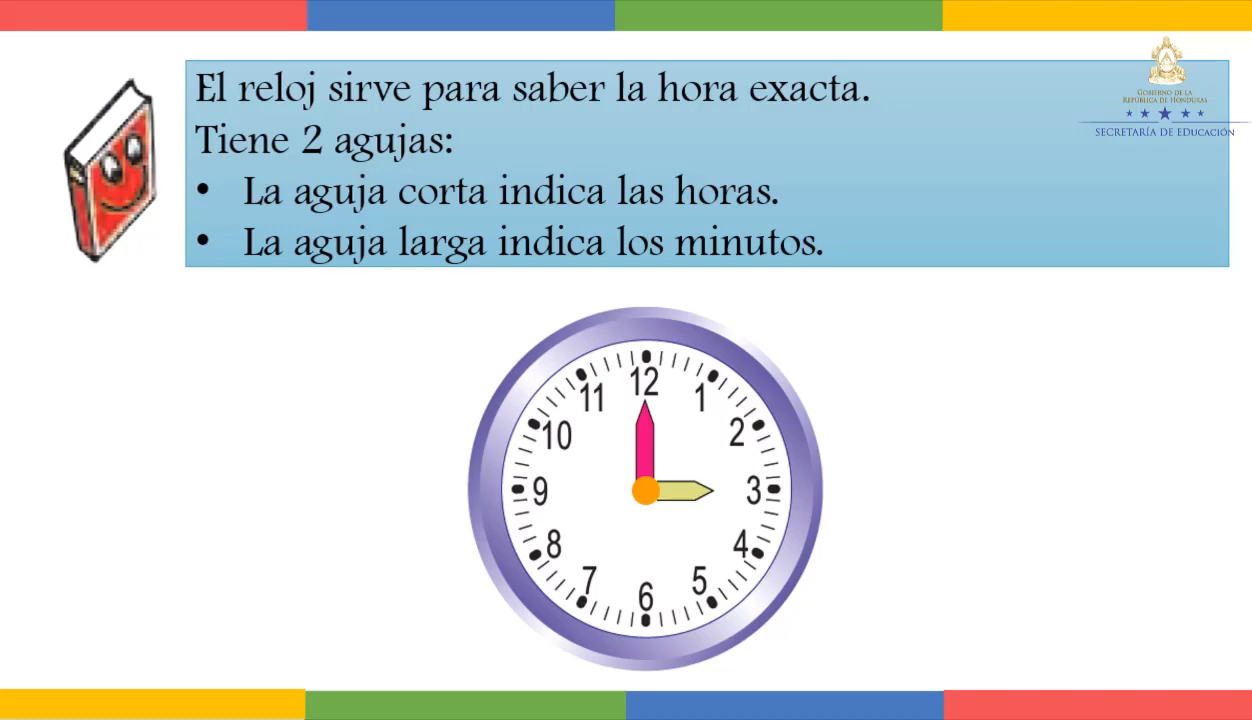 El reloj sirve para saber la hora exacta.
Tiene 2 agujas:
• La aguja corta indica las horas.
• La aguja larga indica los minutos.
GOBIERNO DE LA
REPÚBLICA DE HONDURAS
SECRETARÍA DE EDUCACIÓN
12
1
2
3
4
5
6
7
8
9
10
11